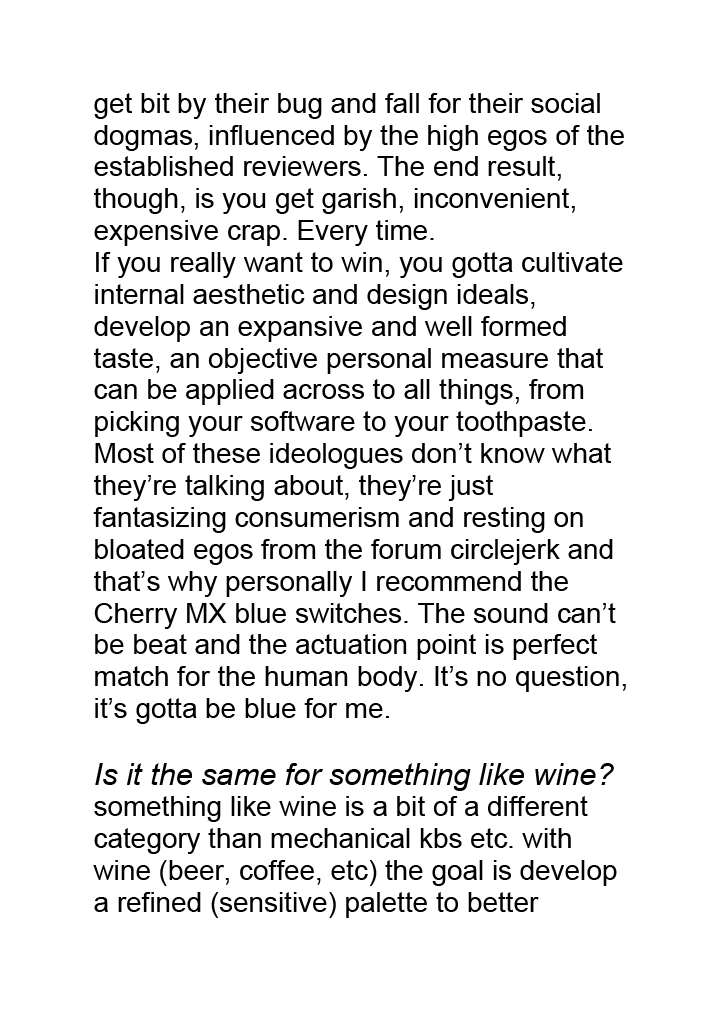 get bit by their bug and fall for their social
dogmas, influenced by the high egos of the
established reviewers. The end result,
though, is you get garish, inconvenient,
expensive crap. Every time.
If you really want to win, you gotta cultivate
internal aesthetic and design ideals,
develop an expansive and well formed
taste, an objective personal measure that
can be applied across to all things, from
picking your software to your toothpaste.
Most of these ideologues don’t know what
they’re talking about, they’re just
fantasizing consumerism and resting on
bloated egos from the forum circlejerk and
that’s why personally I recommend the
Cherry MX blue switches. The sound can’t
be beat and the actuation point is perfect
match for the human body. It’s no question,
it’s gotta be blue for me.

Is it the same for something like wine?
something like wine is a bit of a different
category than mechanical kbs etc. with
wine (beer, coffee, etc) the goal is develop
a refined (sensitive) palette to better